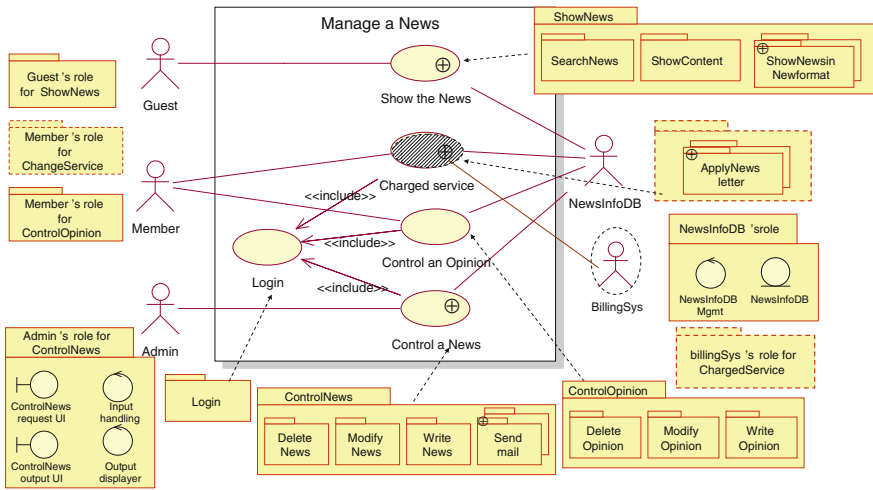 Manage a News
ShowNews
SearchNews
ShowContent
ShowNewsin
Newformat
Guest 's role
for ShowNews
Guest
Show the News
Member 's role
for
ChangeService
Member 's role
for
ControlOpinion
Member
Charged service
<<include>>
NewsInfoDB
ApplyNews
letter
Control an Opinion
<<include>>
Login
<<include>>
BillingSys
NewsInfoDB 'srole
NewsInfoDB
Mgmt
NewsInfoDB
Admin
Control a News
Admin 's role for
ControlNews
ControlNews
request UI
Input
handling
ControlNews
output UI
Output
displayer
Login
ControlNews
Delete
News
Modify
News
Write
News
Send
mail
billingSys 's role for
ChargedService
ControlOpinion
Delete
Opinion
Modify
Opinion
Write
Opinion